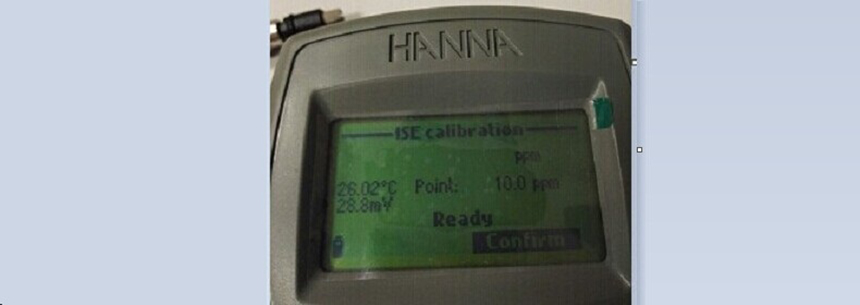 HANNA
ISE calibration
ppm
26.02°C Point: 10.0 ppm
28.8mV
Ready
Confirm